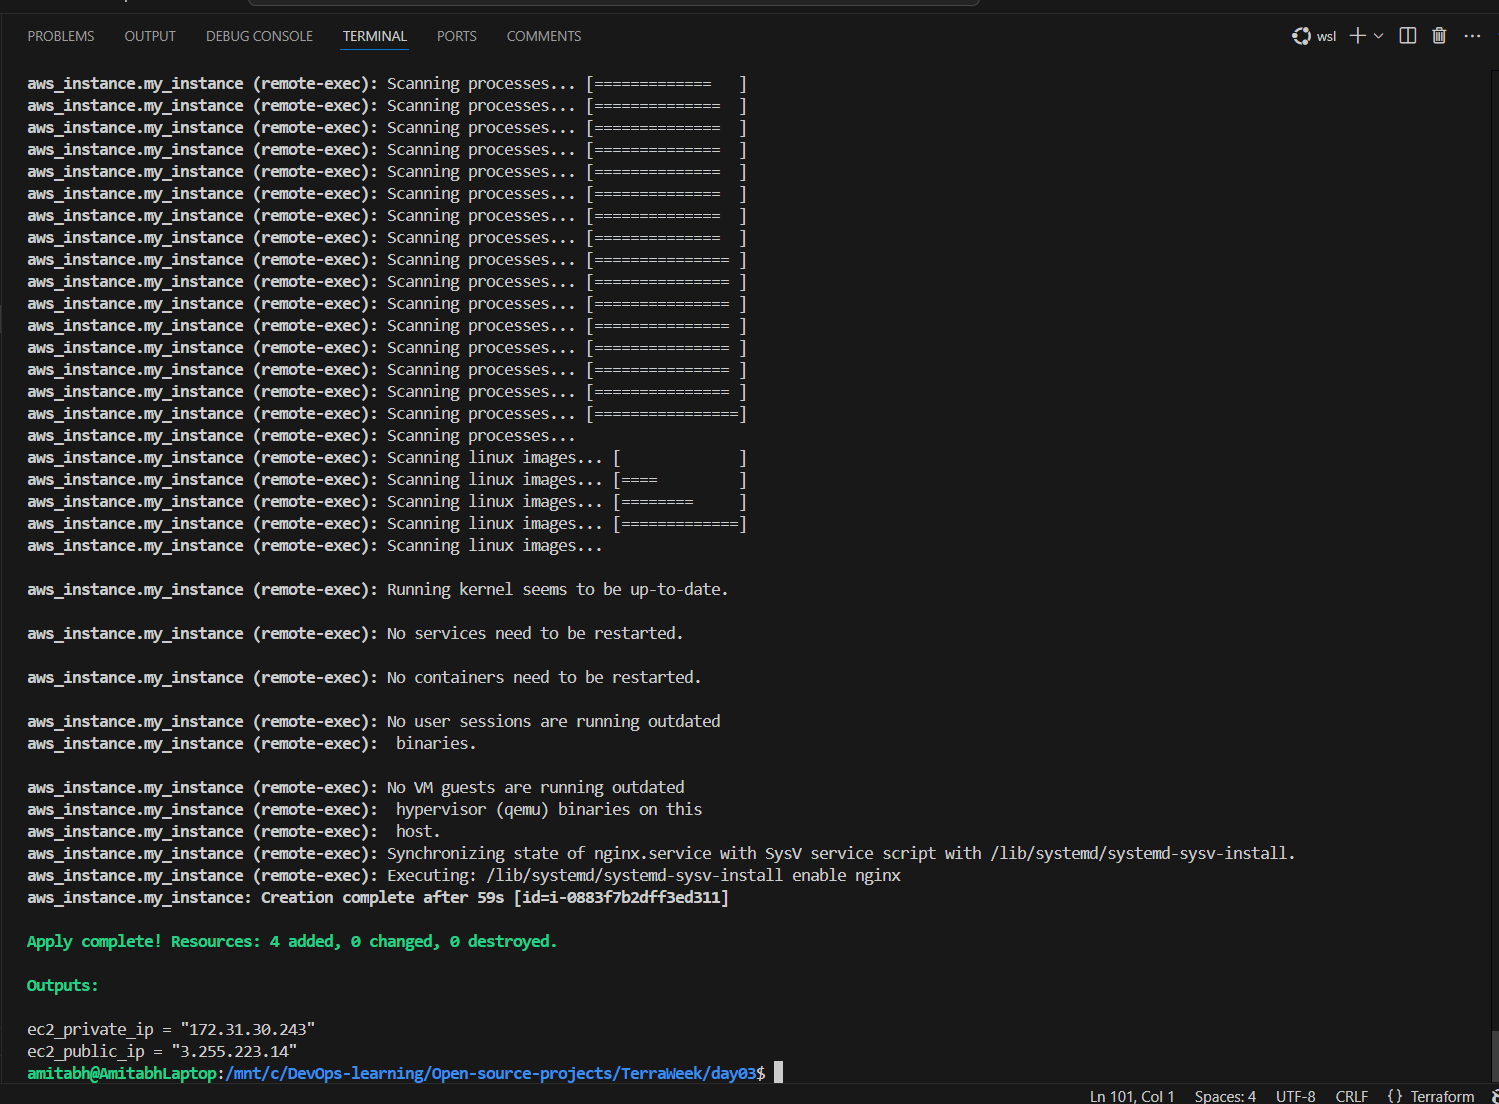 PROBLEMS OUTPUT DEBUG CONSOLE TERMINAL PORTS COMMENTS wsl
aws_instance.my_instance (remote-exec): Scanning processes... [=============   ]
aws_instance.my_instance (remote-exec): Scanning processes... [==============  ]
aws_instance.my_instance (remote-exec): Scanning processes... [==============  ]
aws_instance.my_instance (remote-exec): Scanning processes... [==============  ]
aws_instance.my_instance (remote-exec): Scanning processes... [==============  ]
aws_instance.my_instance (remote-exec): Scanning processes... [==============  ]
aws_instance.my_instance (remote-exec): Scanning processes... [==============  ]
aws_instance.my_instance (remote-exec): Scanning processes... [==============  ]
aws_instance.my_instance (remote-exec): Scanning processes... [=============== ]
aws_instance.my_instance (remote-exec): Scanning processes... [=============== ]
aws_instance.my_instance (remote-exec): Scanning processes... [=============== ]
aws_instance.my_instance (remote-exec): Scanning processes... [=============== ]
aws_instance.my_instance (remote-exec): Scanning processes... [=============== ]
aws_instance.my_instance (remote-exec): Scanning processes... [=============== ]
aws_instance.my_instance (remote-exec): Scanning processes... [=============== ]
aws_instance.my_instance (remote-exec): Scanning processes... [================]
aws_instance.my_instance (remote-exec): Scanning processes...
aws_instance.my_instance (remote-exec): Scanning linux images... [             ]
aws_instance.my_instance (remote-exec): Scanning linux images... [====         ]
aws_instance.my_instance (remote-exec): Scanning linux images... [========     ]
aws_instance.my_instance (remote-exec): Scanning linux images... [=============]
aws_instance.my_instance (remote-exec): Scanning linux images...
aws_instance.my_instance (remote-exec): Running kernel seems to be up-to-date.
aws_instance.my_instance (remote-exec): No services need to be restarted.
aws_instance.my_instance (remote-exec): No containers need to be restarted.
aws_instance.my_instance (remote-exec): No user sessions are running outdated
aws_instance.my_instance (remote-exec):  binaries.
aws_instance.my_instance (remote-exec): No VM guests are running outdated
aws_instance.my_instance (remote-exec):  hypervisor (qemu) binaries on this
aws_instance.my_instance (remote-exec):  host.
aws_instance.my_instance (remote-exec): Synchronizing state of nginx.service with SysV service script with /lib/systemd/systemd-sysv-install.
aws_instance.my_instance (remote-exec): Executing: /lib/systemd/systemd-sysv-install enable nginx
aws_instance.my_instance: Creation complete after 59s [id=i-0883f7b2dff3ed311]
Apply complete! Resources: 4 added, 0 changed, 0 destroyed.
Outputs:
ec2_private_ip = "172.31.30.243"
ec2_public_ip = "3.255.223.14"
amitabh@AmitabhLaptop:/mnt/c/DevOps-learning/Open-source-projects/TerraWeek/day03$
Ln 101, Col 1 Spaces: 4 UTF-8 CRLF {} Terraform